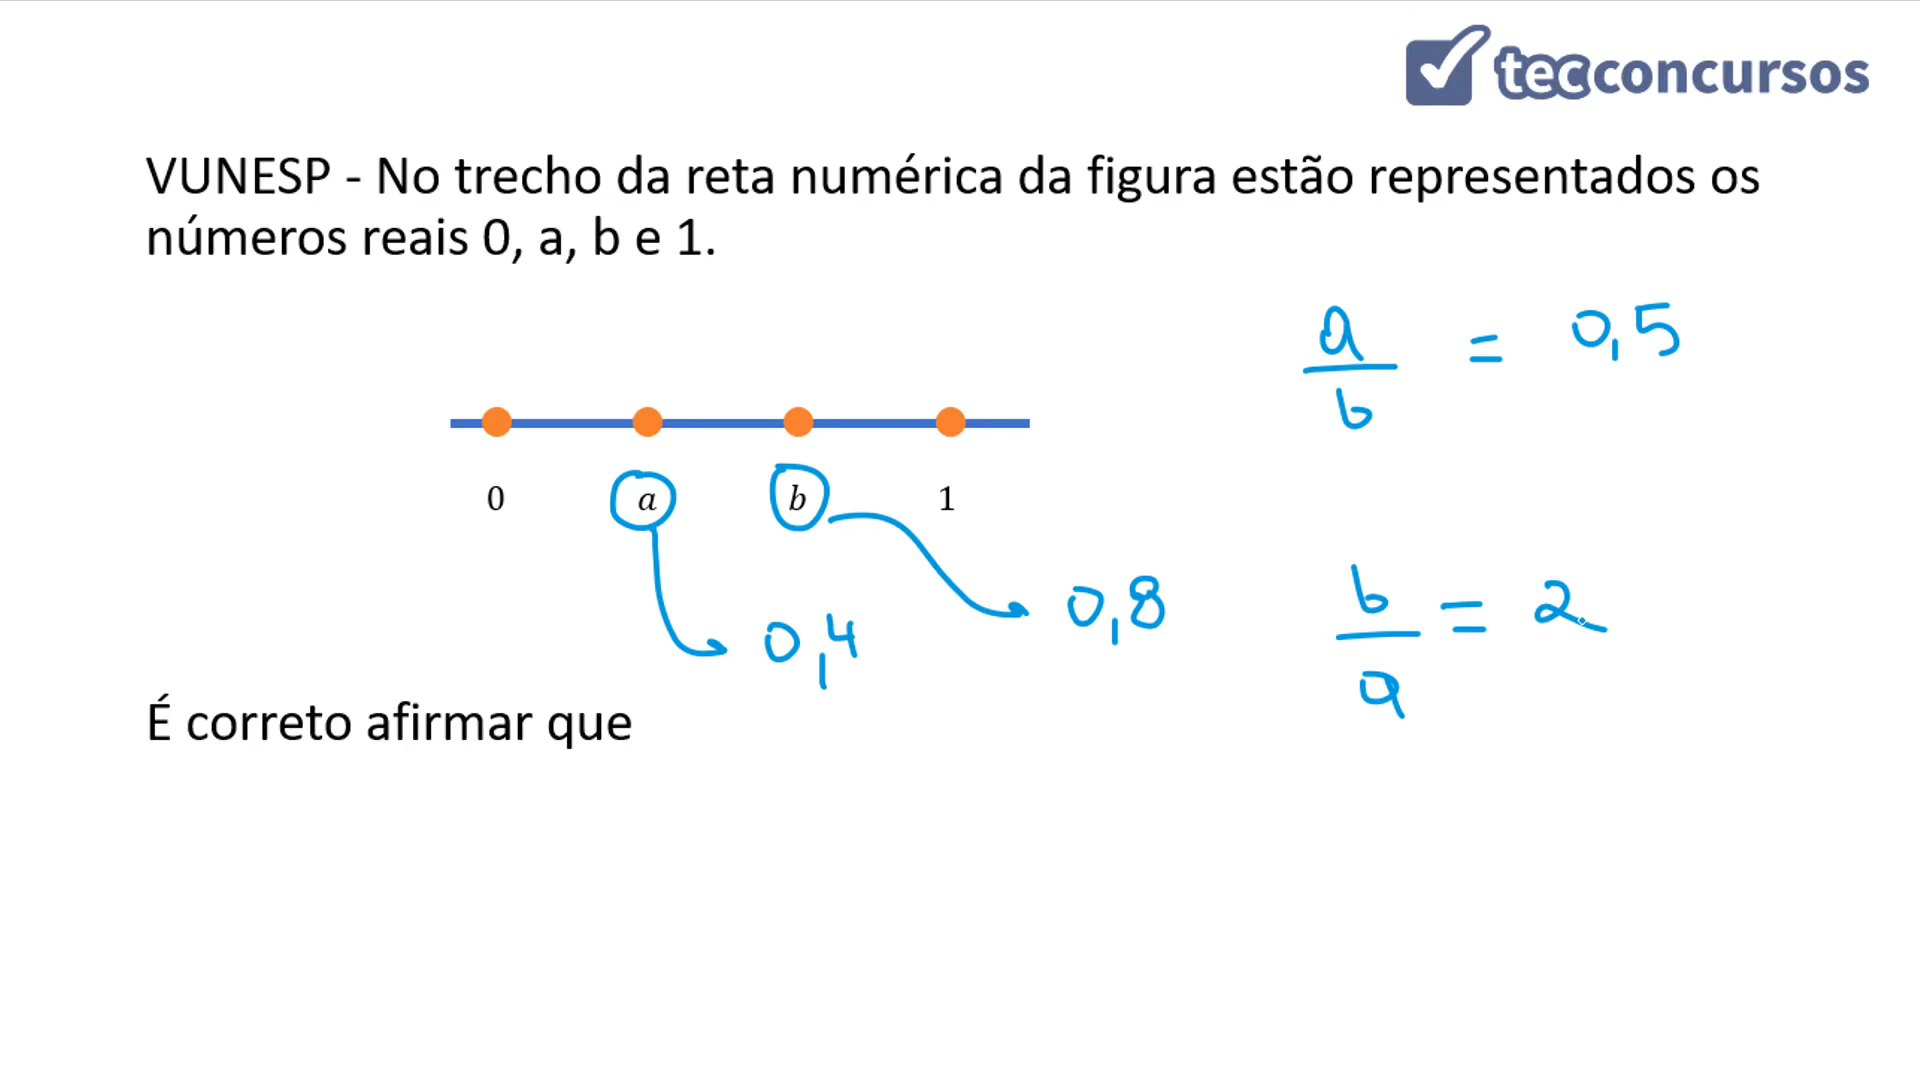 tecconcursos
VUNESP - No trecho da reta numérica da figura estão representados os
números reais 0, a, b e 1.
a/b = 0,5
0 a b 1
0,4
0,8
b/a = 2
É correto afirmar que